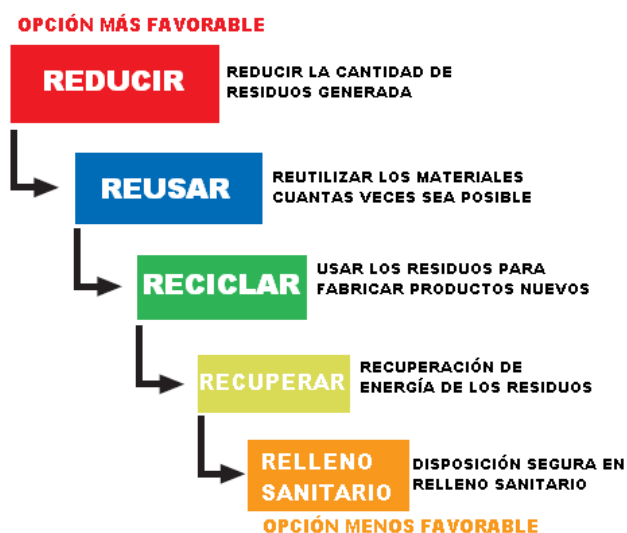 OPCIÓN MÁS FAVORABLE
REDUCIR
REDUCIR LA CANTIDAD DE
RESIDUOS GENERADA
REUSAR
REUTILIZAR LOS MATERIALES
CUANTAS VECES SEA POSIBLE
RECICLAR
USAR LOS RESIDUOS PARA
FABRICAR PRODUCTOS NUEVOS
RECUPERAR
RECUPERACIÓN DE
ENERGÍA DE LOS RESIDUOS
RELLENO
SANITARIO
DISPOSICIÓN SEGURA EN
RELLENO SANITARIO
OPCIÓN MENOS FAVORABLE